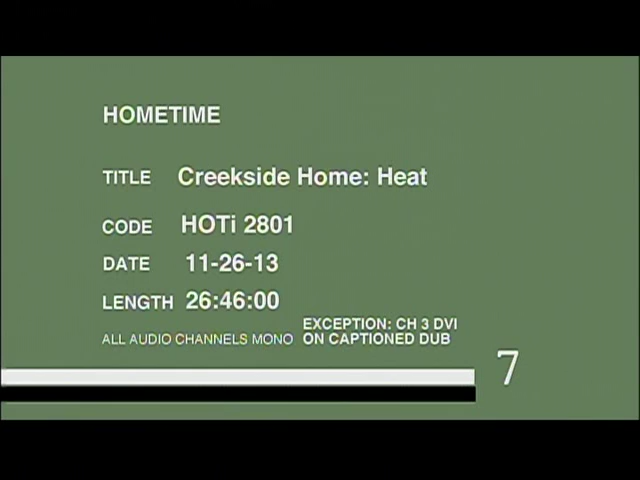 HOMETIME
TITLE Creekside Home: Heat
CODE HOTi 2801
DATE 11-26-13
LENGTH 26:46:00
ALL AUDIO CHANNELS MONO EXCEPTION: CH 3 DVI
ON CAPTIONED DUB
7